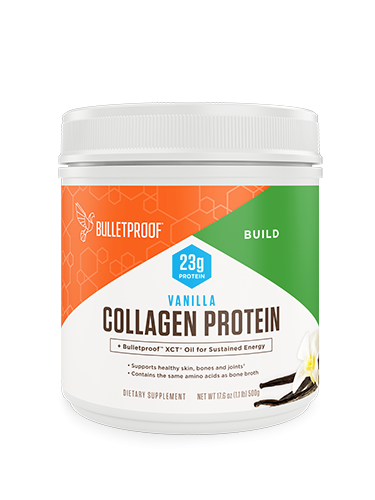 BULLETPROOF®
BUILD
23g
PROTEIN
VANILLA
COLLAGEN PROTEIN
+ Bulletproof™ XCT® Oil for Sustained Energy
• Supports healthy skin, bones and joints†
• Contains the same amino acids as bone broth
DIETARY SUPPLEMENT NET WT 17.6 oz (1.1 lb) 500g